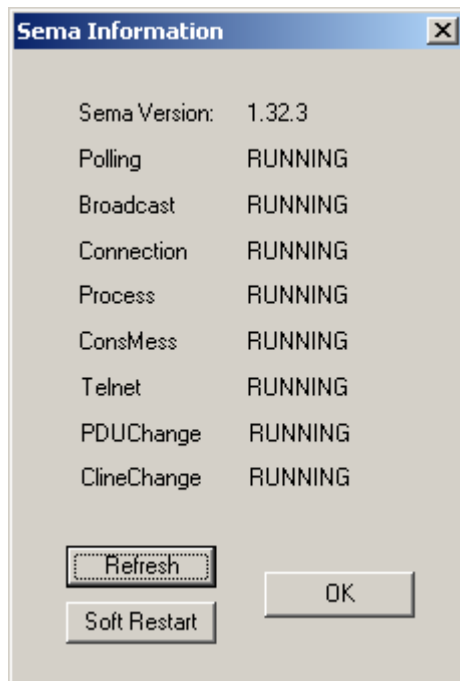 Sema Information
Sema Version: 1.32.3
Polling RUNNING
Broadcast RUNNING
Connection RUNNING
Process RUNNING
ConsMess RUNNING
Telnet RUNNING
PDUChange RUNNING
ClineChange RUNNING
Refresh
OK
Soft Restart